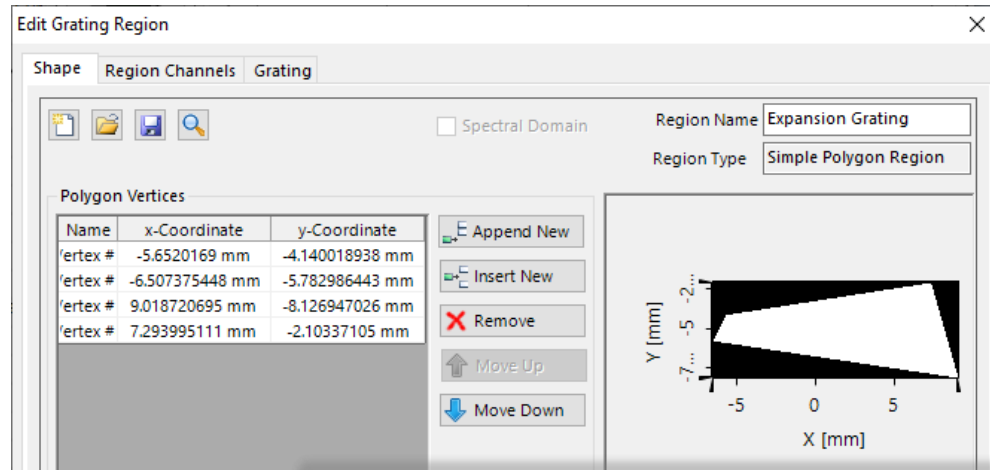 Edit Grating Region
Shape Region Channels Grating
Spectral Domain
Region Name Expansion Grating
Region Type Simple Polygon Region
Polygon Vertices
Name x-Coordinate y-Coordinate
ertex # -5.6520169 mm -4.140018938 mm
ertex # -6.507375448 mm -5.782986443 mm
ertex # 9.018720695 mm -8.126947026 mm
ertex # 7.293995111 mm -2.10337105 mm
Append New
Insert New
Remove
Move Up
Move Down
Y [mm]
-2...
-5
-7...
-5 0 5
X [mm]